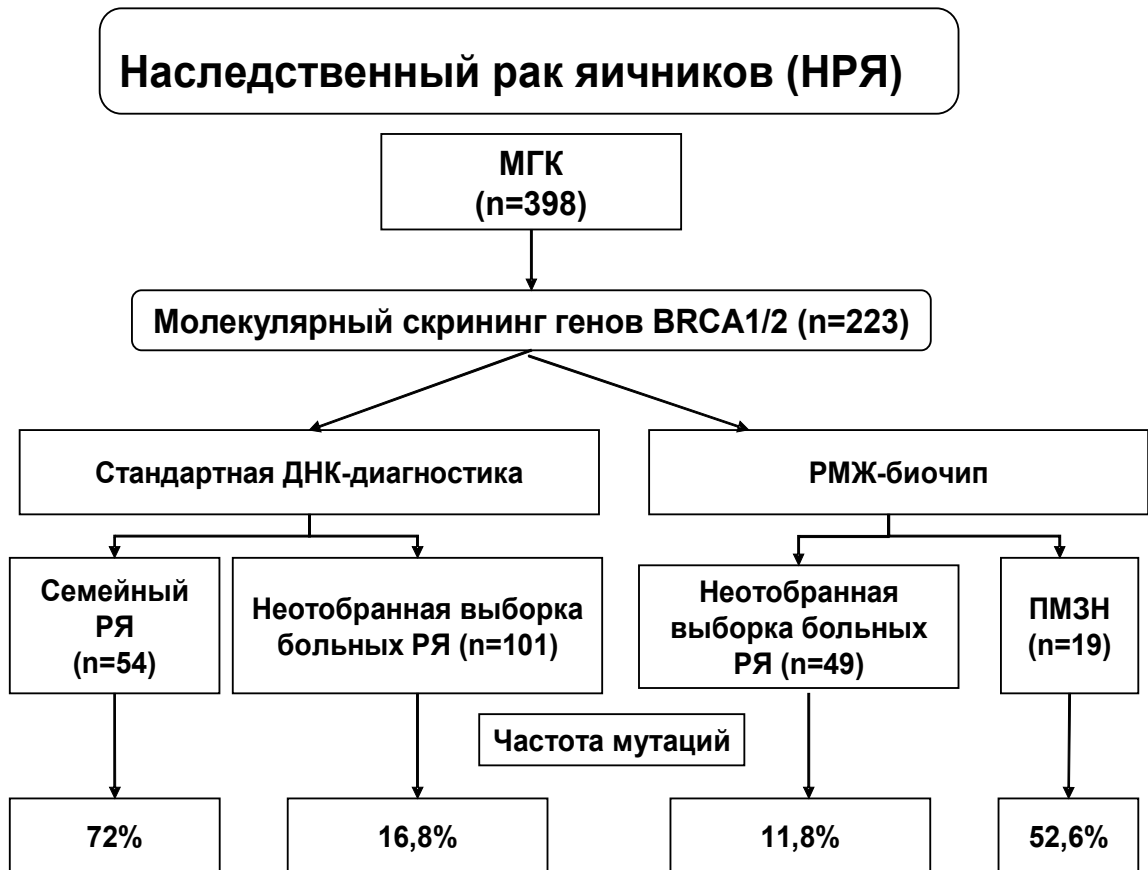 Наследственный рак яичников (НРЯ)
МГК
(n=398)
Молекулярный скрининг генов BRCA1/2 (n=223)
Стандартная ДНК-диагностика
РМЖ-биочип
Семейный
РЯ
(n=54)
Неотобранная выборка
больных РЯ (n=101)
Неотобранная
выборка больных
РЯ (n=49)
ПМЗН
(n=19)
Частота мутаций
72%
16,8%
11,8%
52,6%